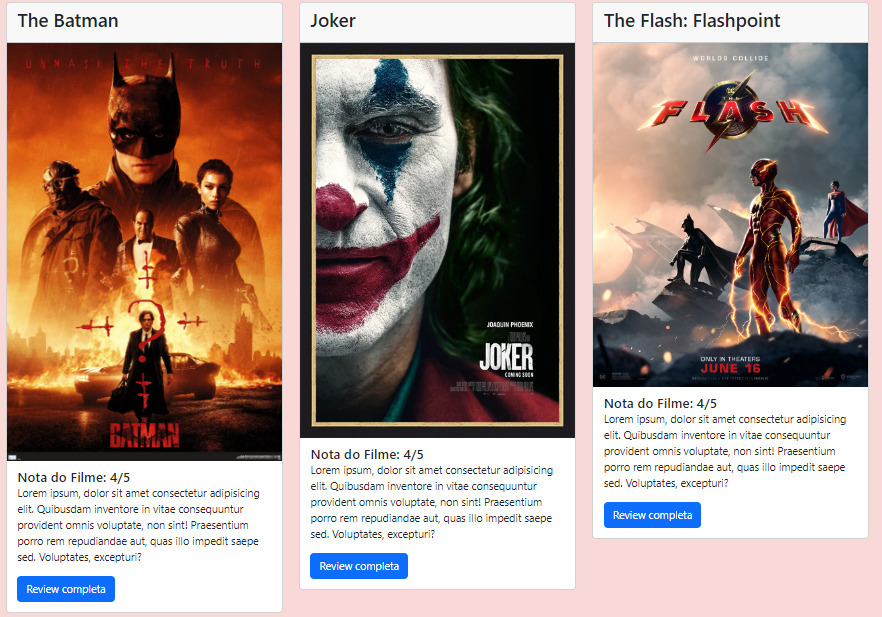 The Batman
UNMASK THE TRUTH
THE
BATMAN
Nota do Filme: 4/5
Lorem ipsum, dolor sit amet consectetur adipisicing
elit. Quibusdam inventore in vitae consequuntur
provident omnis voluptate, non sint! Praesentium
porro rem repudiandae aut, quas illo impedit saepe
sed. Voluptates, excepturi?
Review completa
Joker
JOAQUIN PHOENIX
JOKER
COMING SOON
Nota do Filme: 4/5
Lorem ipsum, dolor sit amet consectetur adipisicing
elit. Quibusdam inventore in vitae consequuntur
provident omnis voluptate, non sint! Praesentium
porro rem repudiandae aut, quas illo impedit saepe
sed. Voluptates, excepturi?
Review completa
The Flash: Flashpoint
WORLDS COLLIDE
DC
THE
FLASH
ONLY IN THEATERS
JUNE 16
Nota do Filme: 4/5
Lorem ipsum, dolor sit amet consectetur adipisicing
elit. Quibusdam inventore in vitae consequuntur
provident omnis voluptate, non sint! Praesentium
porro rem repudiandae aut, quas illo impedit saepe
sed. Voluptates, excepturi?
Review completa